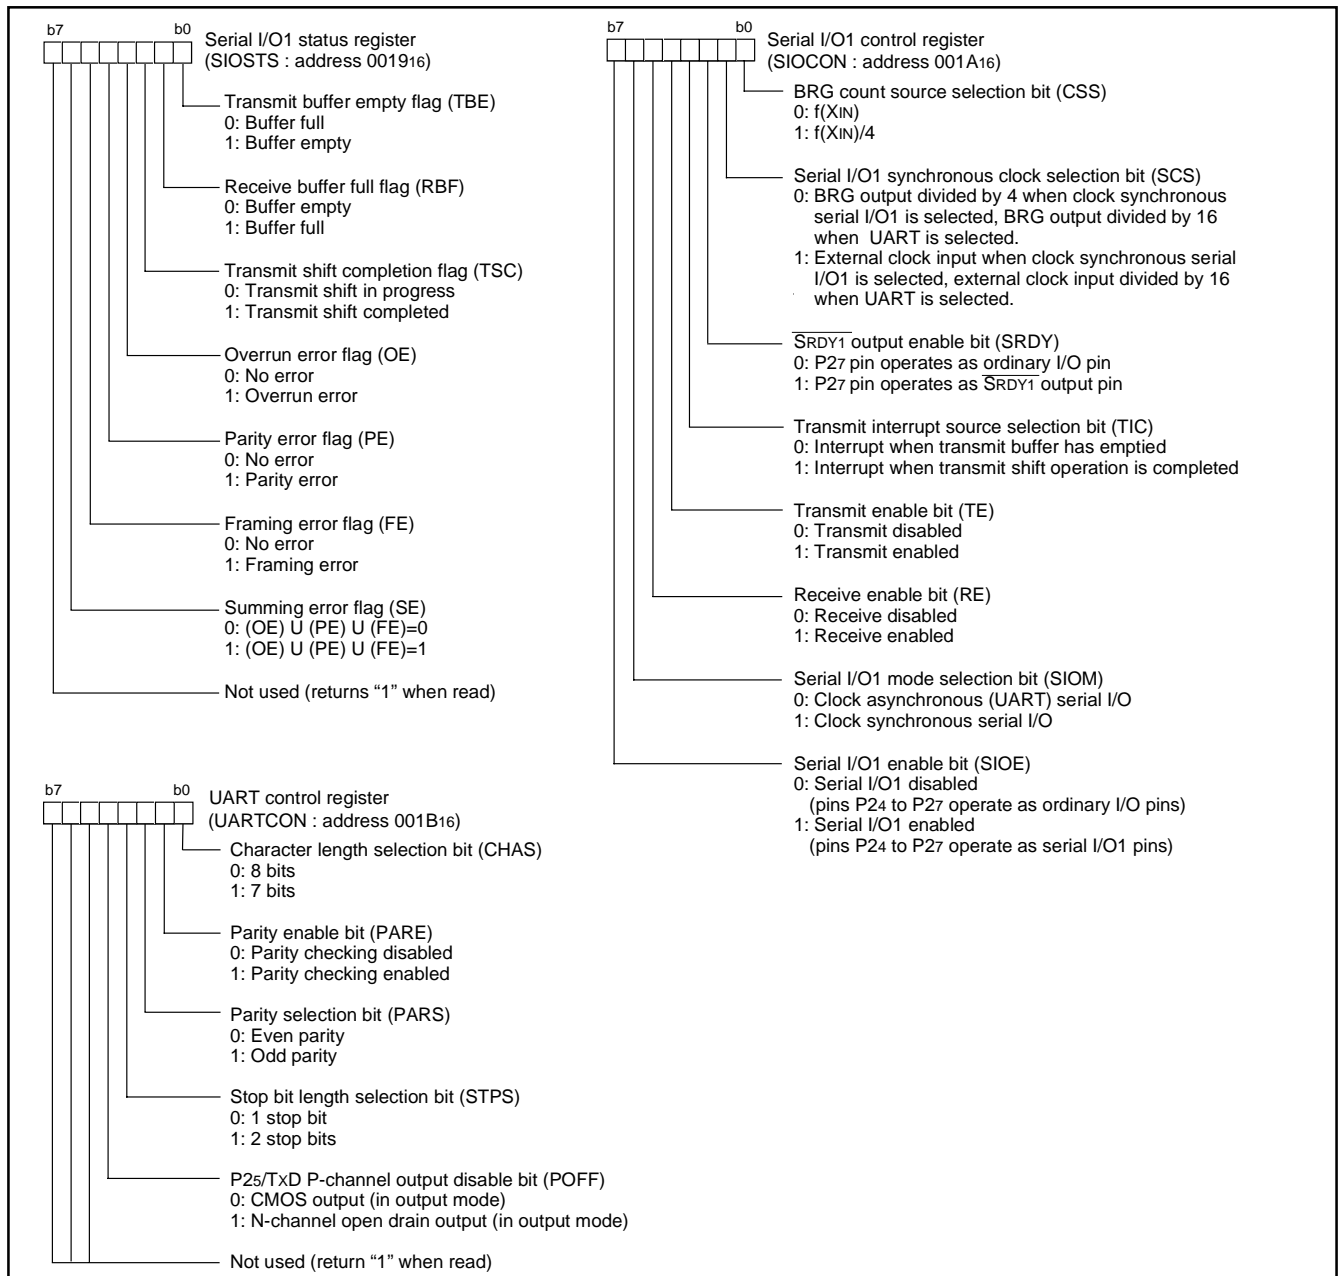 b7 b0
Serial I/O1 status register
(SIOSTS : address 001916)
Transmit buffer empty flag (TBE)
0: Buffer full
1: Buffer empty
Receive buffer full flag (RBF)
0: Buffer empty
1: Buffer full
Transmit shift completion flag (TSC)
0: Transmit shift in progress
1: Transmit shift completed
Overrun error flag (OE)
0: No error
1: Overrun error
Parity error flag (PE)
0: No error
1: Parity error
Framing error flag (FE)
0: No error
1: Framing error
Summing error flag (SE)
0: (OE) U (PE) U (FE)=0
1: (OE) U (PE) U (FE)=1
Not used (returns “1” when read)
b7 b0
UART control register
(UARTCON : address 001B16)
Character length selection bit (CHAS)
0: 8 bits
1: 7 bits
Parity enable bit (PARE)
0: Parity checking disabled
1: Parity checking enabled
Parity selection bit (PARS)
0: Even parity
1: Odd parity
Stop bit length selection bit (STPS)
0: 1 stop bit
1: 2 stop bits
P25/TXD P-channel output disable bit (POFF)
0: CMOS output (in output mode)
1: N-channel open drain output (in output mode)
Not used (return “1” when read)
b7 b0
Serial I/O1 control register
(SIOCON : address 001A16)
BRG count source selection bit (CSS)
0: f(XIN)
1: f(XIN)/4
Serial I/O1 synchronous clock selection bit (SCS)
0: BRG output divided by 4 when clock synchronous
serial I/O1 is selected, BRG output divided by 16
when UART is selected.
1: External clock input when clock synchronous serial
I/O1 is selected, external clock input divided by 16
when UART is selected.
SRDY1 output enable bit (SRDY)
0: P27 pin operates as ordinary I/O pin
1: P27 pin operates as SRDY1 output pin
Transmit interrupt source selection bit (TIC)
0: Interrupt when transmit buffer has emptied
1: Interrupt when transmit shift operation is completed
Transmit enable bit (TE)
0: Transmit disabled
1: Transmit enabled
Receive enable bit (RE)
0: Receive disabled
1: Receive enabled
Serial I/O1 mode selection bit (SIOM)
0: Clock asynchronous (UART) serial I/O
1: Clock synchronous serial I/O
Serial I/O1 enable bit (SIOE)
0: Serial I/O1 disabled
(pins P24 to P27 operate as ordinary I/O pins)
1: Serial I/O1 enabled
(pins P24 to P27 operate as serial I/O1 pins)